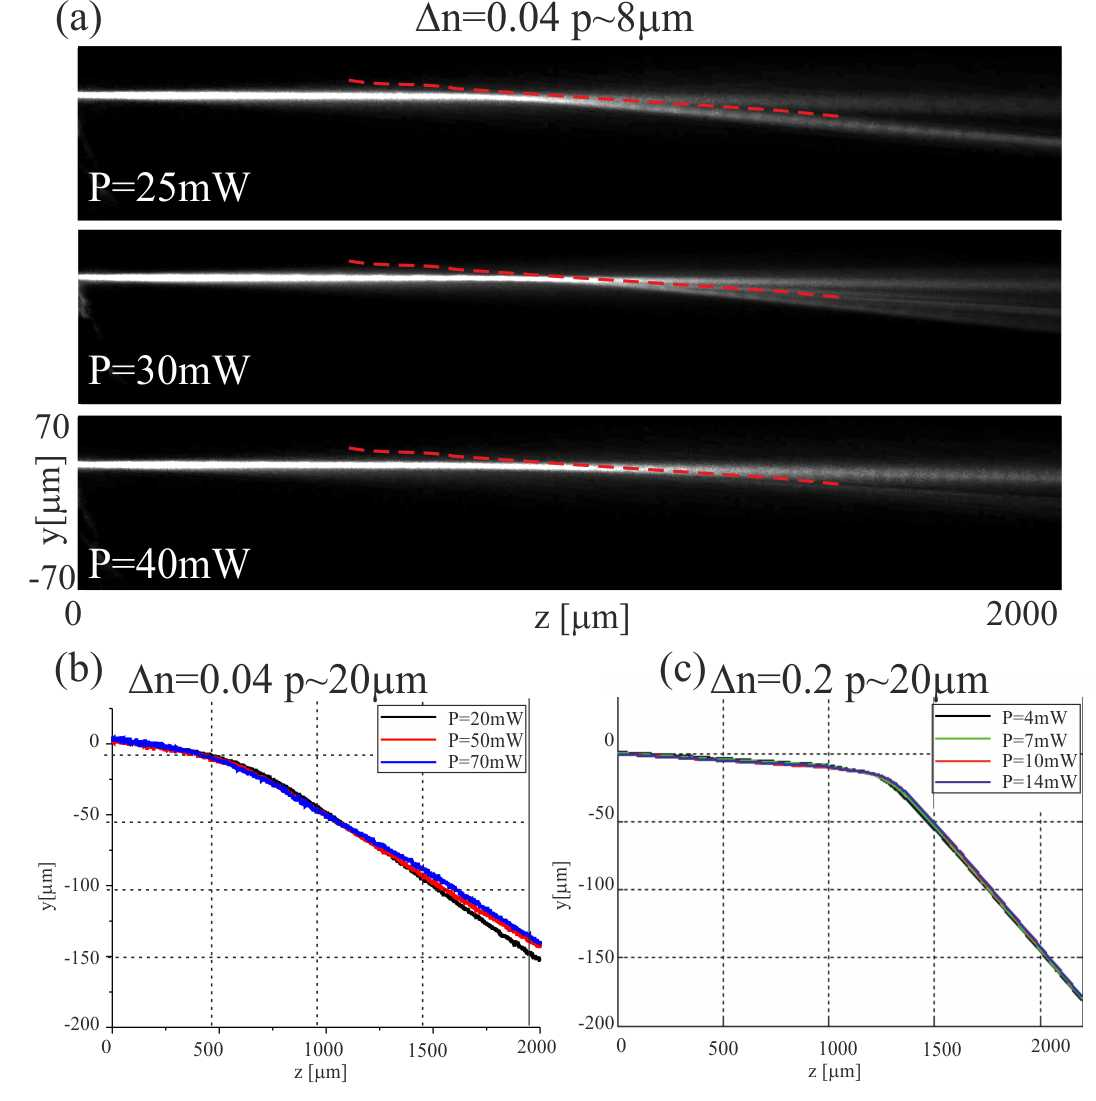 (a)
Δn=0.04 p~8μm
P=25mW
P=30mW
70
y[μm]
P=40mW
-70
0
z [μm]
2000
(b)
Δn=0.04 p~20μm
P=20mW
P=50mW
P=70mW
0
-50
-100
-150
-200
y[μm]
0
500
1000
1500
2000
z [μm]
(c)
Δn=0.2 p~20μm
P=4mW
P=7mW
P=10mW
P=14mW
0
-50
-100
-150
-200
y[μm]
0
500
1000
1500
2000
z [μm]